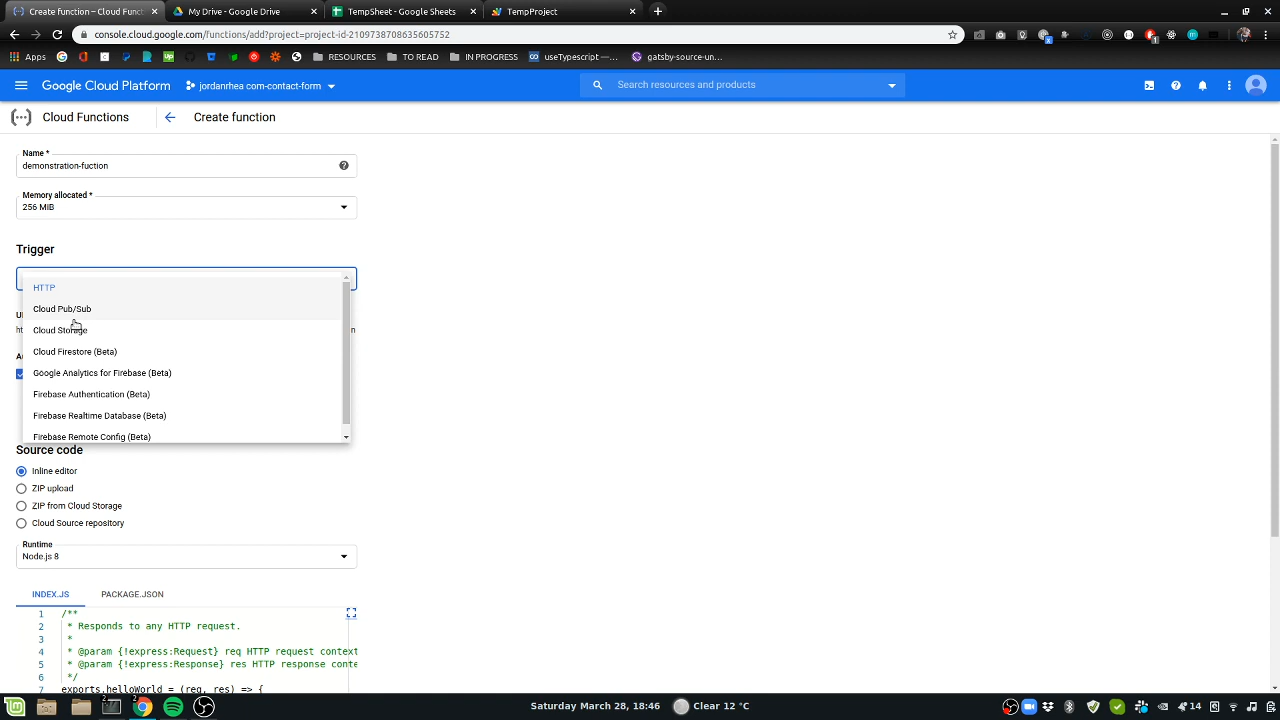 Create function – Cloud Funct
My Drive - Google Drive
TempSheet - Google Sheets
TempProject
console.cloud.google.com/functions/add?project=project-id-2109738708635605752
Apps
RESOURCES
TO READ
IN PROGRESS
useTypescript —...
gatsby-source-un...
Google Cloud Platform
jordanrhea com-contact-form
Search resources and products
Cloud Functions
Create function
Name *
demonstration-fuction
Memory allocated *
256 MIB
Trigger
HTTP
Cloud Pub/Sub
Cloud Storage
Cloud Firestore (Beta)
Google Analytics for Firebase (Beta)
Firebase Authentication (Beta)
Firebase Realtime Database (Beta)
Firebase Remote Config (Beta)
Source code
Inline editor
ZIP upload
ZIP from Cloud Storage
Cloud Source repository
Runtime
Node.js 8
INDEX.JS
PACKAGE.JSON
1 /**
2 * Responds to any HTTP request.
3 *
4 * @param {!express:Request} req HTTP request context
5 * @param {!express:Response} res HTTP response conte
6 */
7 exports.helloWorld = (req, res) => {
Saturday March 28, 18:46
Clear 12 °C
14